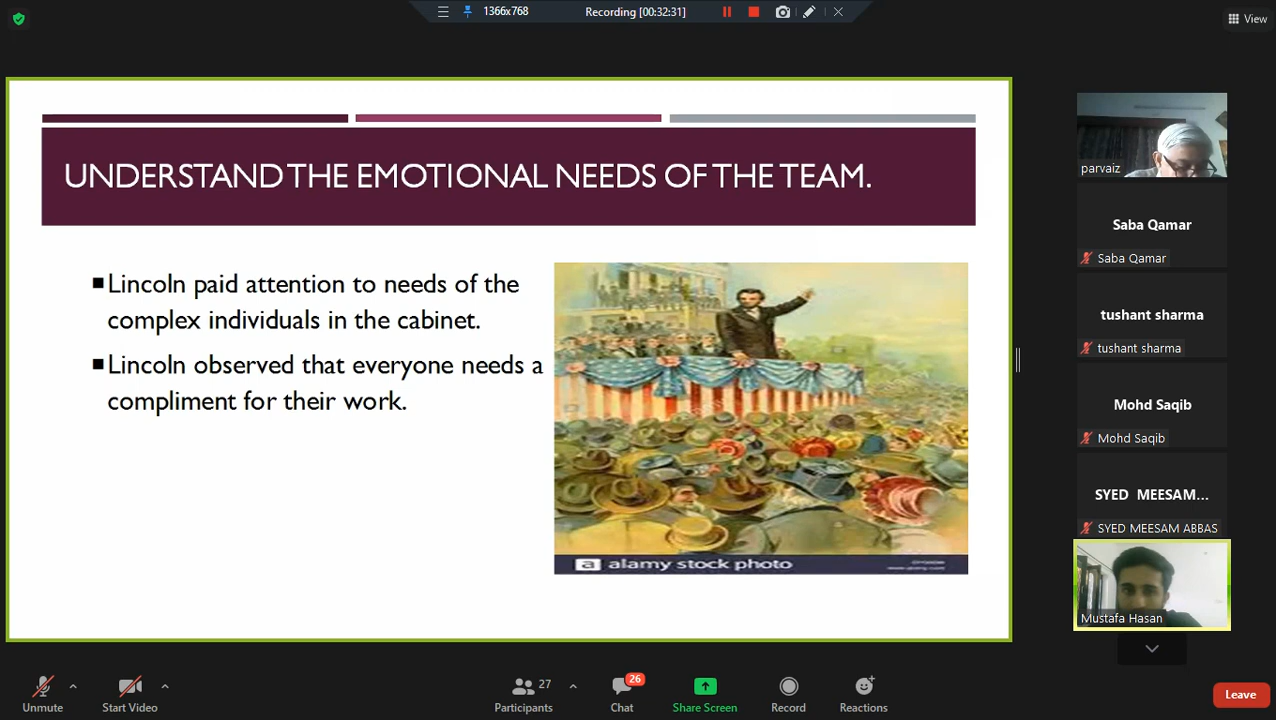 1366x768
Recording [00:32:31]
View
UNDERSTAND THE EMOTIONAL NEEDS OF THE TEAM.
Lincoln paid attention to needs of the
complex individuals in the cabinet.
Lincoln observed that everyone needs a
compliment for their work.
a alamy stock photo
parvaiz
Saba Qamar
Saba Qamar
tushant sharma
tushant sharma
Mohd Saqib
Mohd Saqib
SYED MEESAM...
SYED MEESAM ABBAS
Mustafa Hasan
Unmute
Start Video
27
Participants
26
Chat
Share Screen
Record
Reactions
Leave